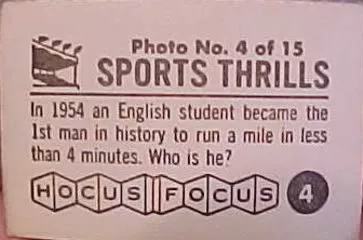 Photo No. 4 of 15
SPORTS THRILLS
In 1954 an English student became the
1st man in history to run a mile in less
than 4 minutes. Who is he?
HOCUS FOCUS 4